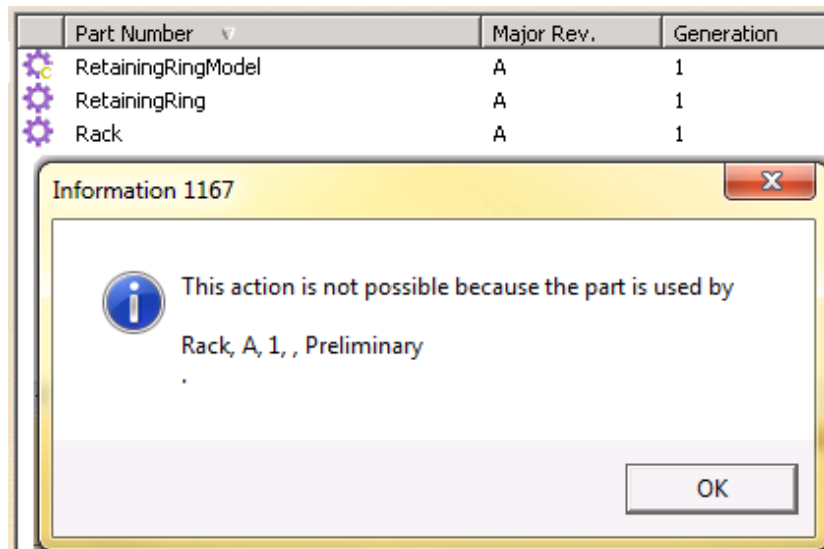 Part Number Major Rev. Generation
RetainingRingModel A 1
RetainingRing A 1
Rack A 1
Information 1167
This action is not possible because the part is used by
Rack, A, 1, , Preliminary
.
OK